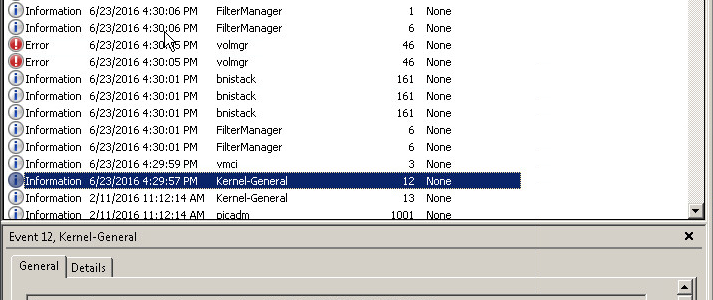 Information 6/23/2016 4:30:06 PM FilterManager 1 None
Information 6/23/2016 4:30:06 PM FilterManager 6 None
Error 6/23/2016 4:30:05 PM volmgr 46 None
Error 6/23/2016 4:30:05 PM volmgr 46 None
Information 6/23/2016 4:30:01 PM bnistack 161 None
Information 6/23/2016 4:30:01 PM bnistack 161 None
Information 6/23/2016 4:30:01 PM bnistack 161 None
Information 6/23/2016 4:30:01 PM FilterManager 6 None
Information 6/23/2016 4:30:01 PM FilterManager 6 None
Information 6/23/2016 4:29:59 PM vmci 3 None
Information 6/23/2016 4:29:57 PM Kernel-General 12 None
Information 2/11/2016 11:12:14 AM Kernel-General 13 None
Information 2/11/2016 11:12:14 AM picadm 1001 None
Event 12, Kernel-General
General Details